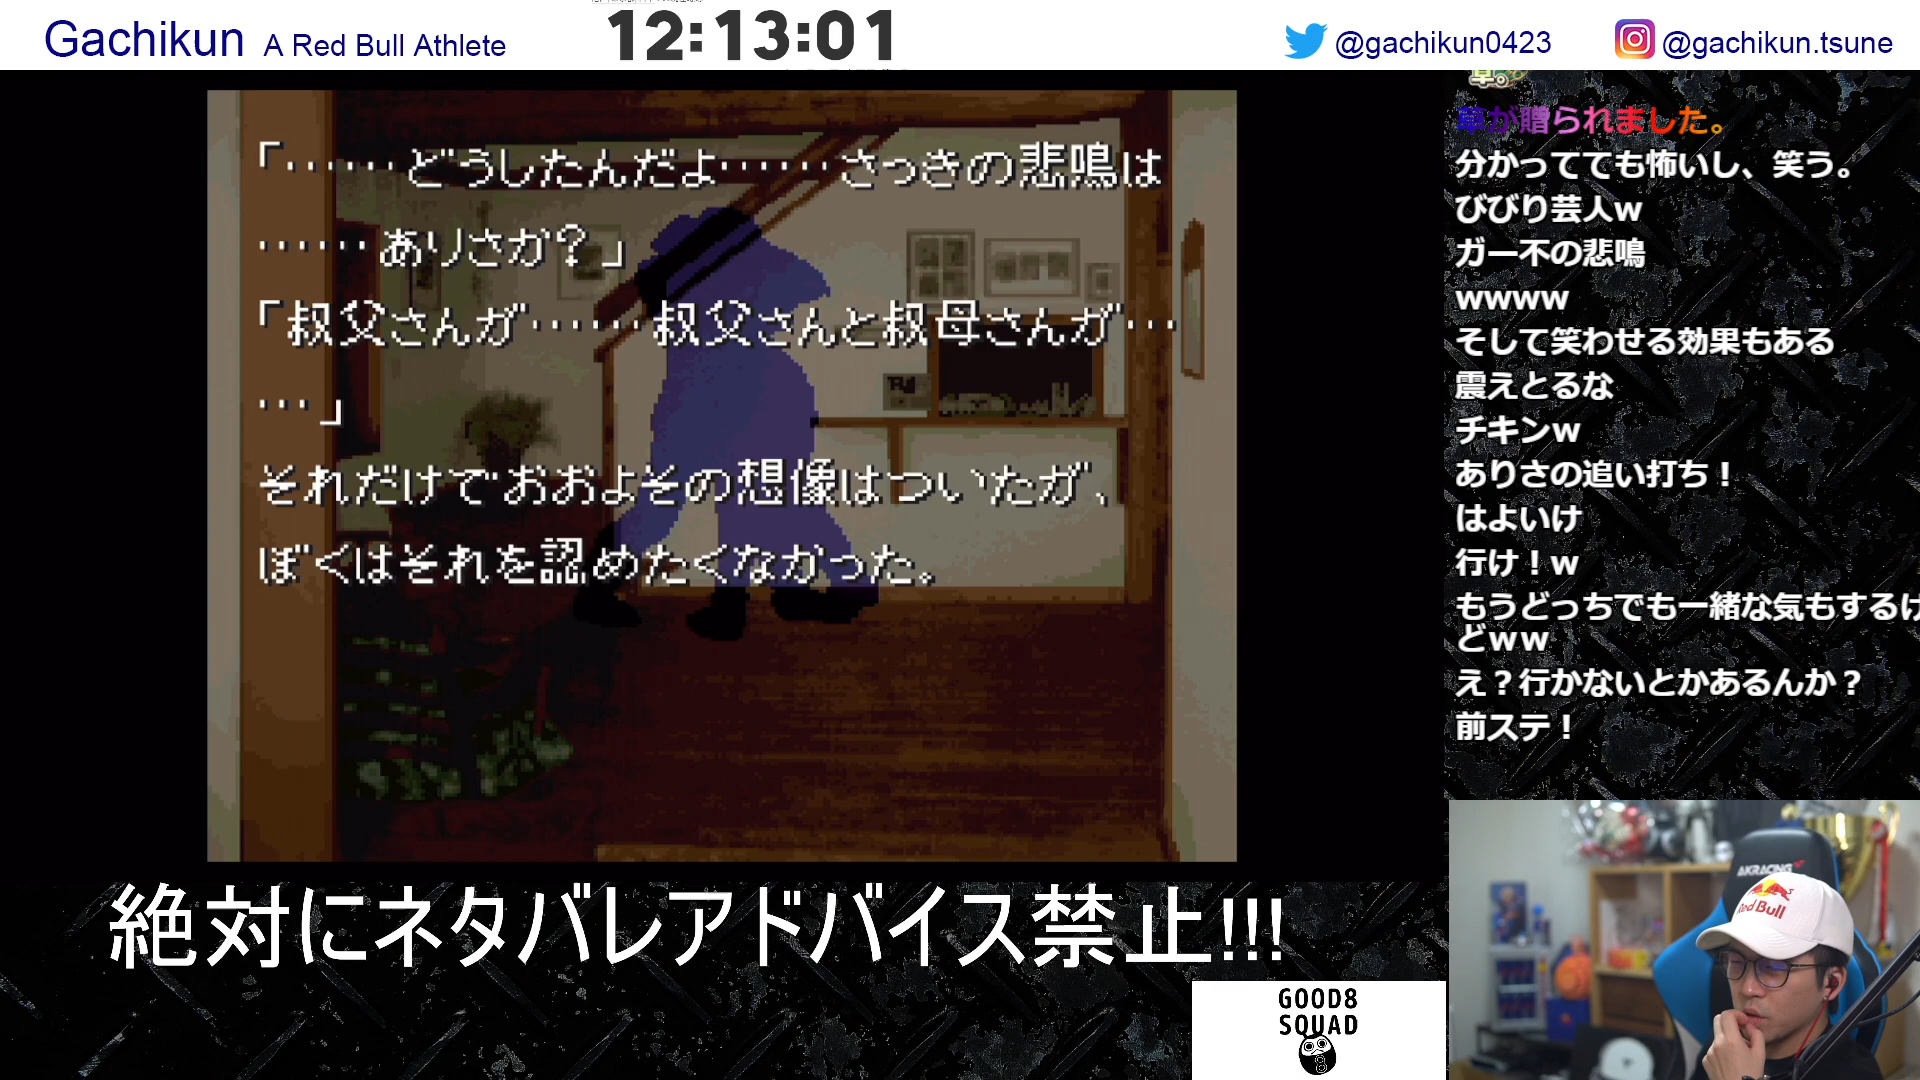 Gachikun A Red Bull Athlete
12:13:01
@gachikun0423
@gachikun.tsune
「……どうしたんだよ……さっきの悲鳴は
……ありさか？」
「叔父さんが……叔父さんと叔母さんが…
…」
それだけでおおよその想像はついたが、
ぼくはそれを認めたくなかった。
草。
草が贈られました。
分かってても怖いし、笑う。
びびり芸人w
ガー不の悲鳴
wwww
そして笑わせる効果もある
震えとるな
チキンw
ありさの追い打ち！
はよいけ
行け！w
もうどっちでも一緒な気もするけ
どｗｗ
え？行かないとかあるんか？
前ステ！
絶対にネタバレアドバイス禁止!!!
GOOD8
SQUAD
AKRACING
Red Bull